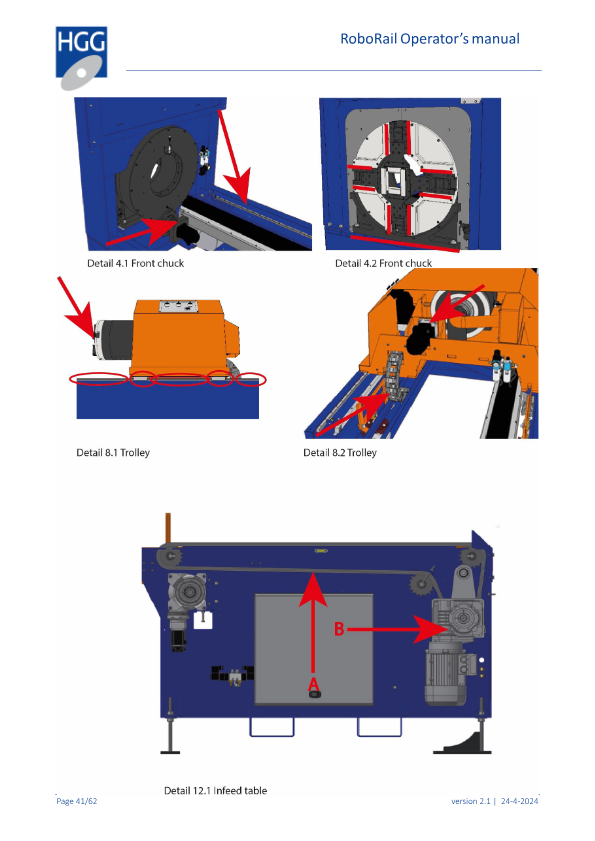 HGG
RoboRail Operator's manual
Detail 4.1 Front chuck
Detail 4.2 Front chuck
Detail 8.1 Trolley
Detail 8.2 Trolley
B
A
Detail 12.1 Infeed table
Page 41/62
version 2.1 | 24-4-2024